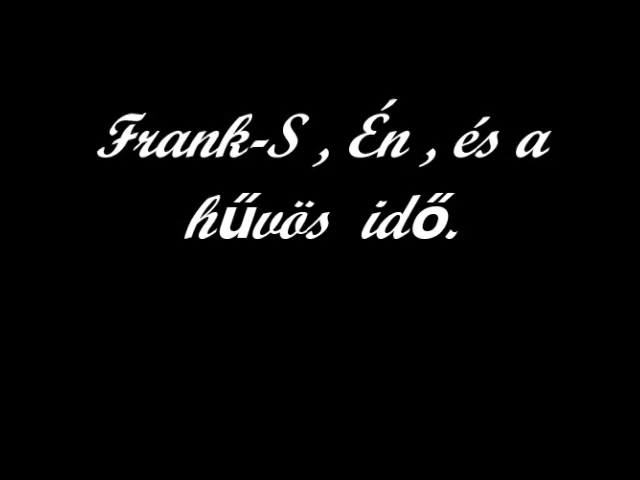 Frank-S , Én , és a
hűvös idő.